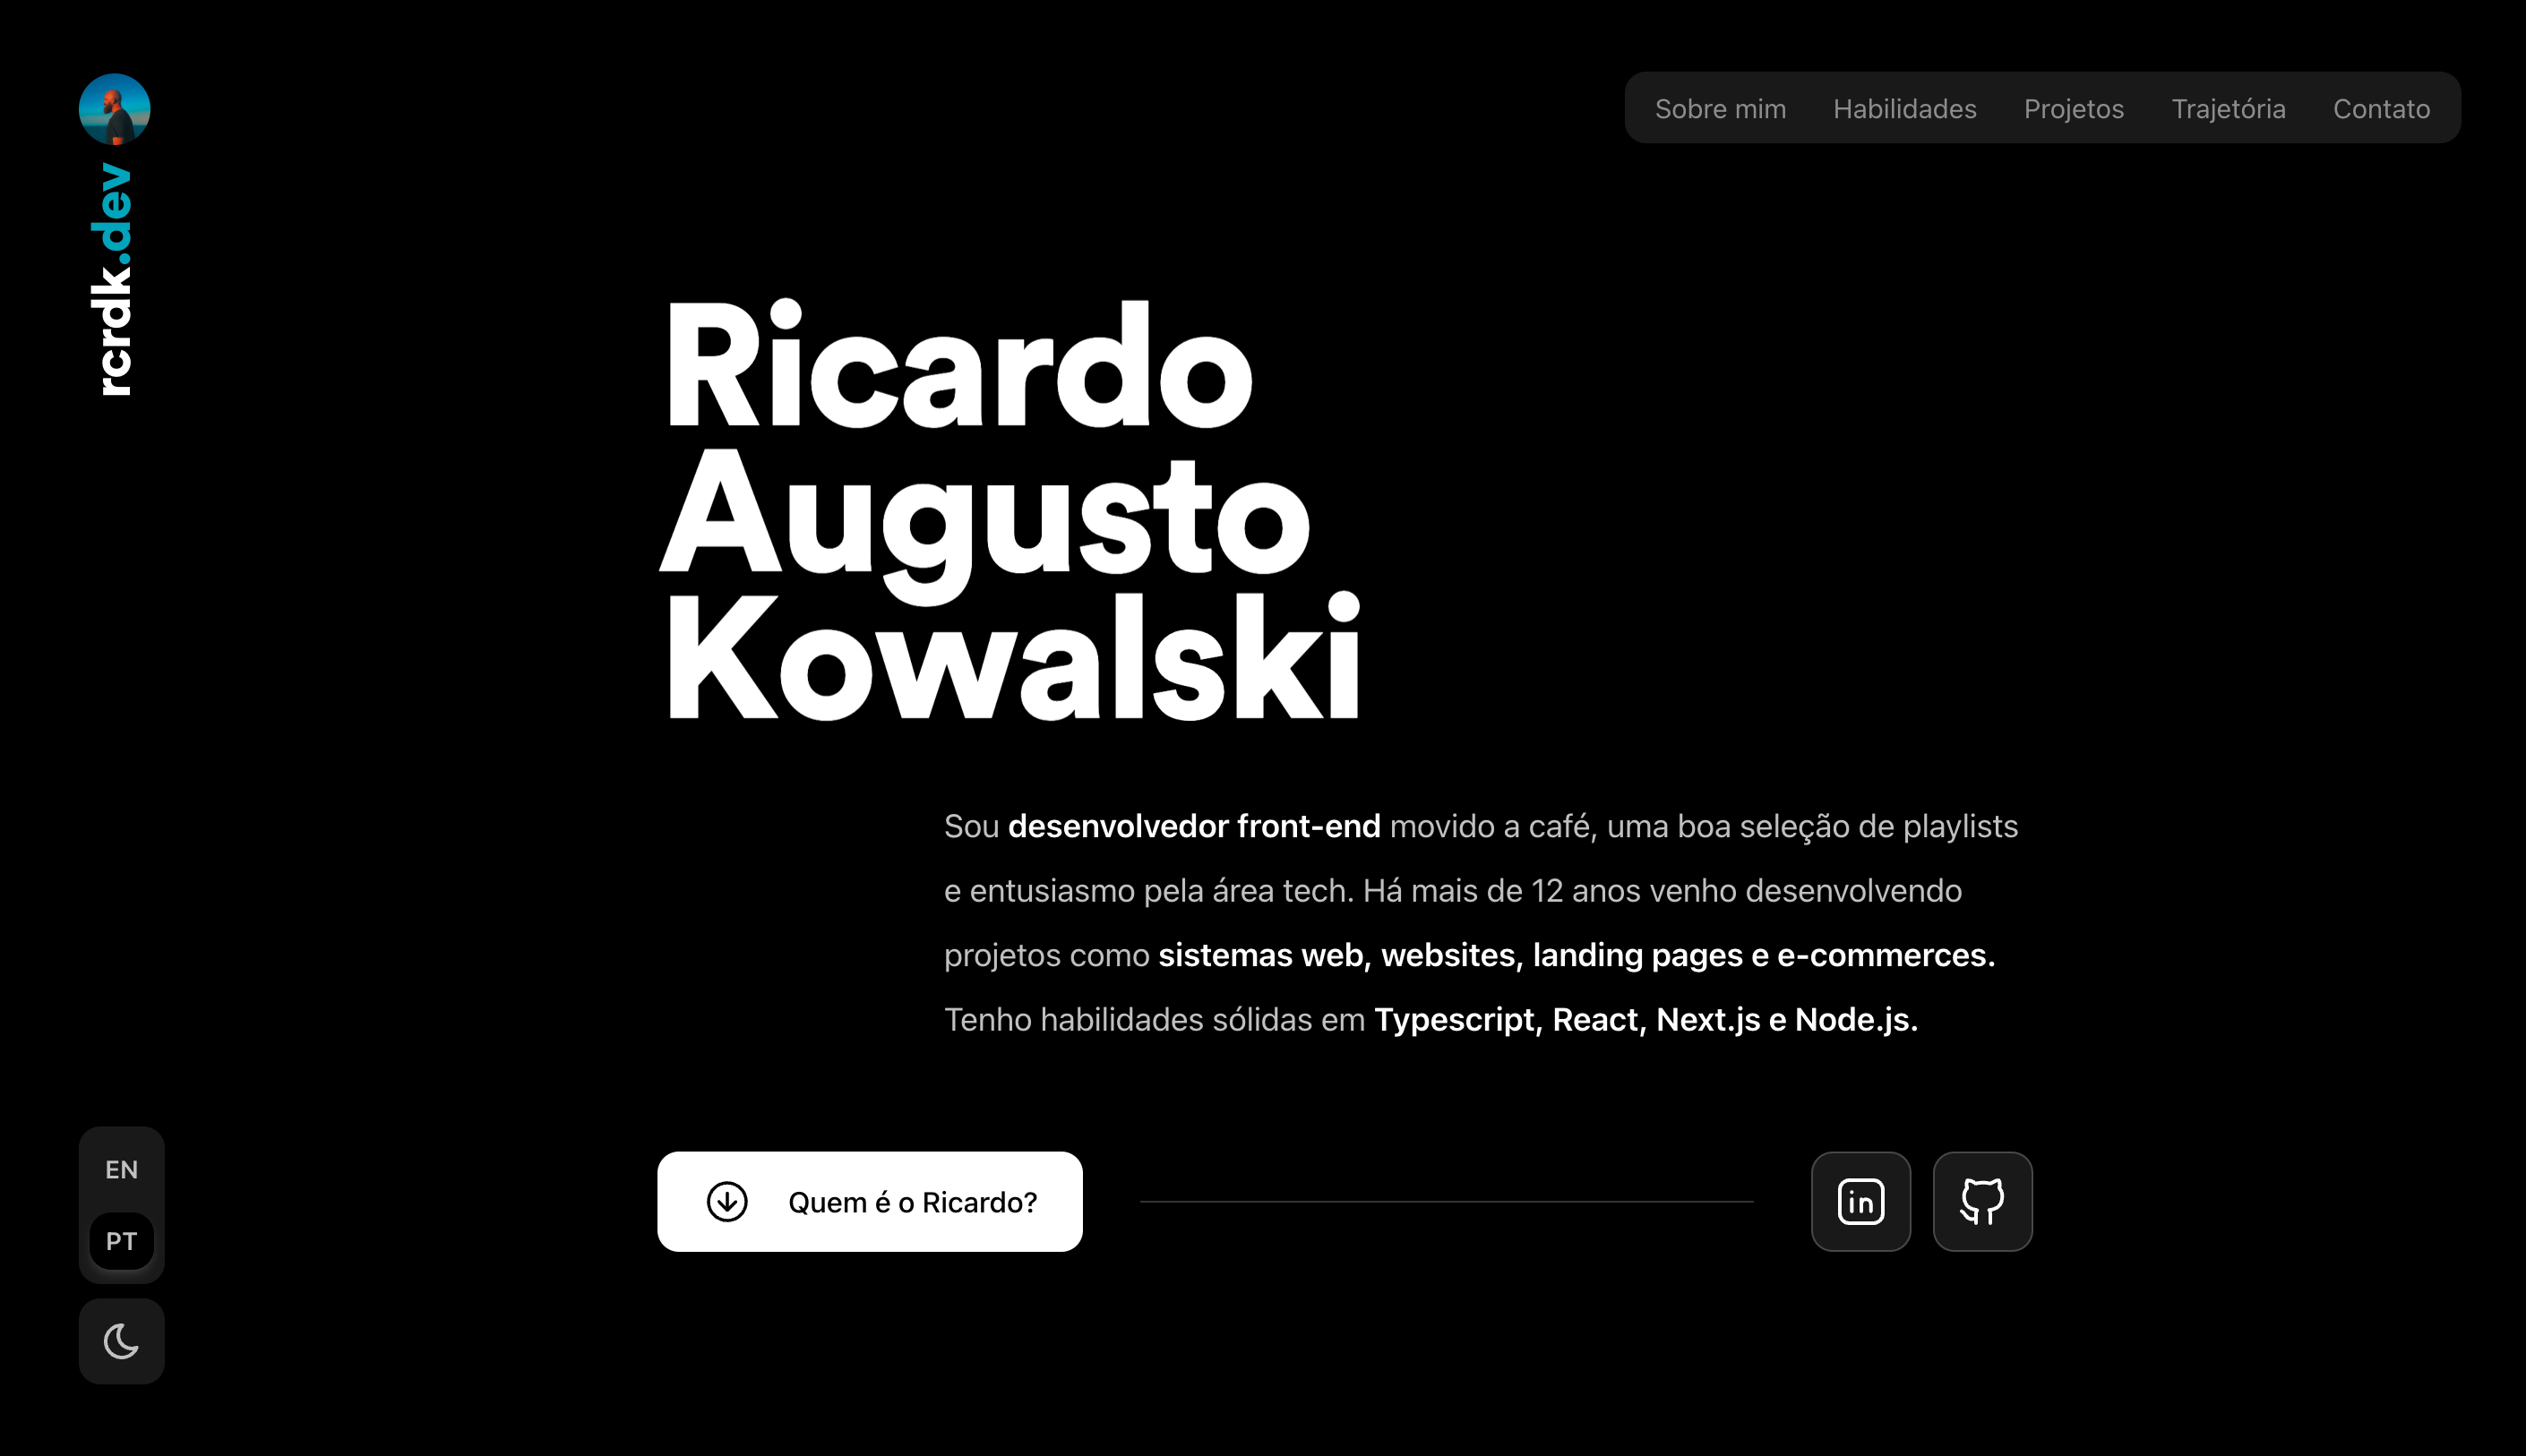 rcrdk.dev
Sobre mim Habilidades Projetos Trajetória Contato
Ricardo
Augusto
Kowalski
Sou desenvolvedor front-end movido a café, uma boa seleção de playlists
e entusiasmo pela área tech. Há mais de 12 anos venho desenvolvendo
projetos como sistemas web, websites, landing pages e e-commerces.
Tenho habilidades sólidas em Typescript, React, Next.js e Node.js.
EN
PT
Quem é o Ricardo?
in